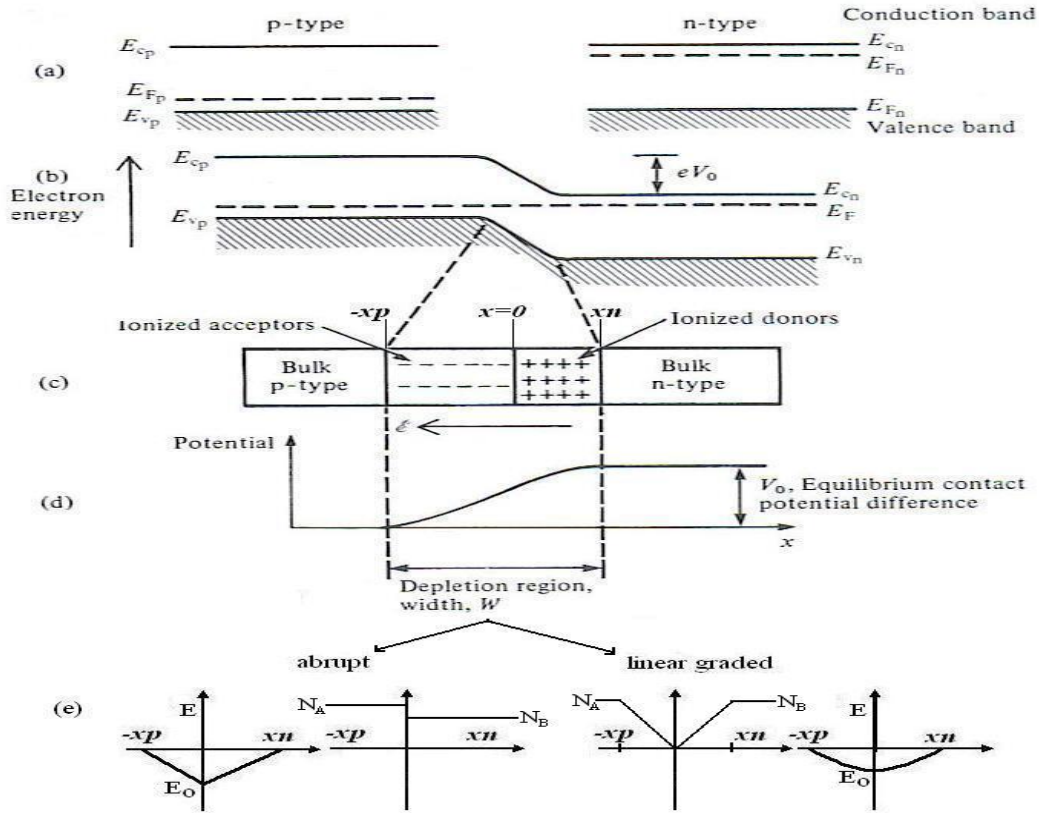 p-type n-type Conduction band
E_cp E_cn
(a) E_Fn
E_Fp E_Fn
E_vp Valence band
(b) E_cp eV₀
Electron energy E_cn
E_vp E_F
E_vn
-xp x=0 xn
Ionized acceptors Ionized donors
(c) Bulk p-type - - - - - - - + + + + Bulk n-type
- - - - - - - + + + +
+ + + +
ℰ
Potential
(d) V₀, Equilibrium contact
potential difference
x
Depletion region,
width, W
abrupt linear graded
(e) E N_A N_B N_A N_B E
-xp xn -xp xn -xp xn -xp xn
E_O E_O